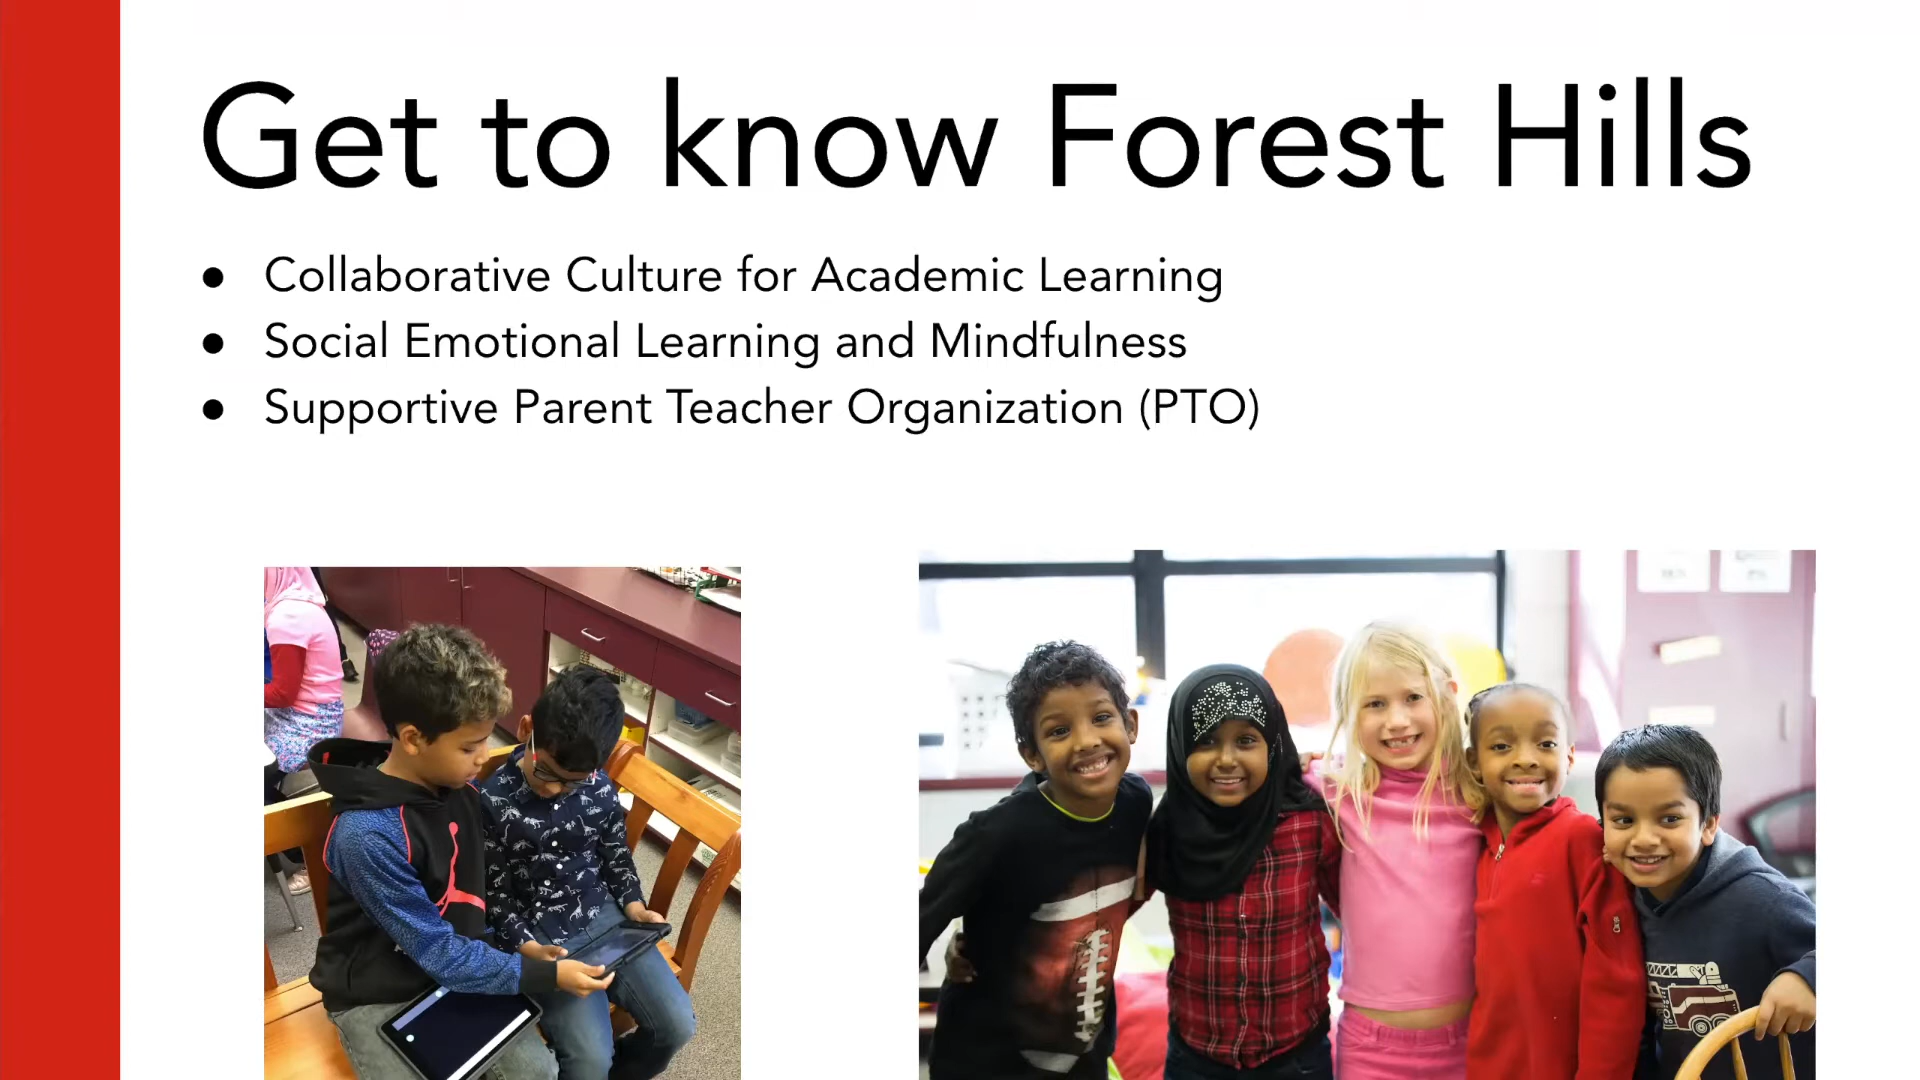 Get to know Forest Hills
● Collaborative Culture for Academic Learning
● Social Emotional Learning and Mindfulness
● Supportive Parent Teacher Organization (PTO)